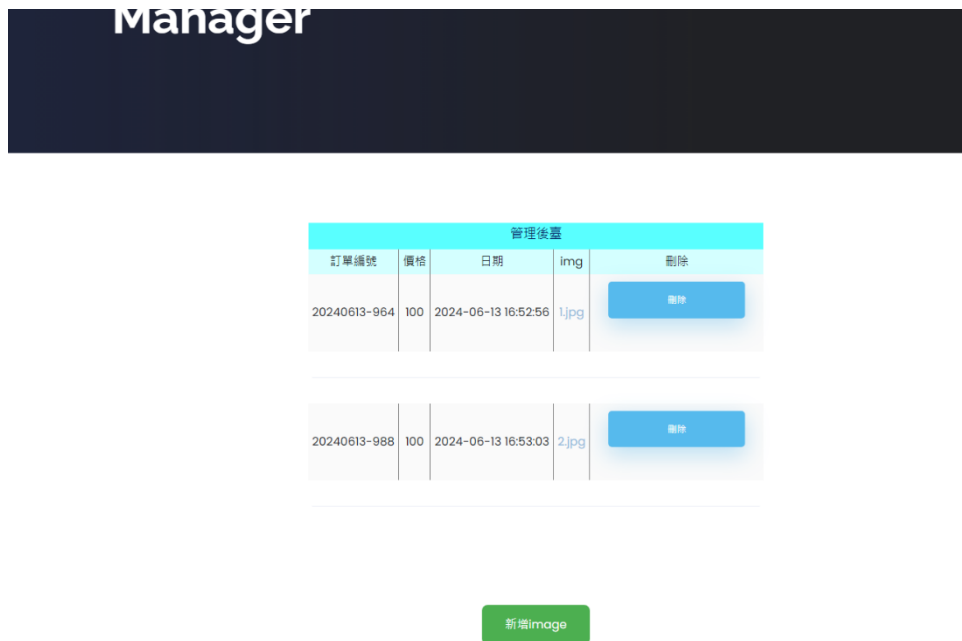 Manager
管理後臺
訂單編號 價格 日期 img 刪除
20240613-964 100 2024-06-13 16:52:56 1.jpg 刪除
20240613-988 100 2024-06-13 16:53:03 2.jpg 刪除
新增Image